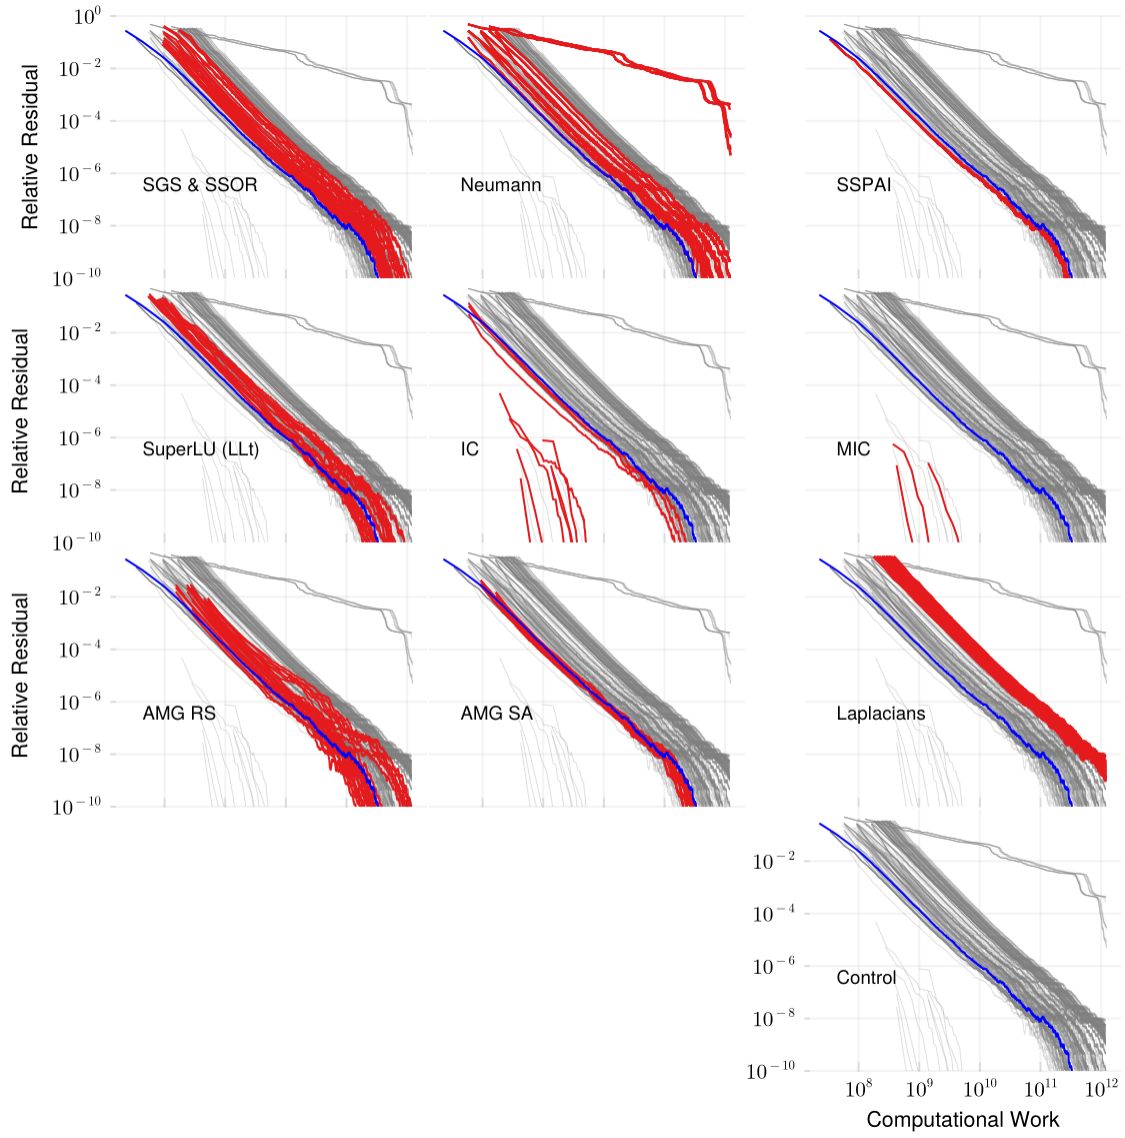 Relative Residual
10^0
10^−2
10^−4
10^−6
10^−8
10^−10
SGS & SSOR
Neumann
SSPAI
Relative Residual
10^−2
10^−4
10^−6
10^−8
10^−10
SuperLU (LLt)
IC
MIC
Relative Residual
10^−2
10^−4
10^−6
10^−8
10^−10
AMG RS
AMG SA
Laplacians
10^−2
10^−4
10^−6
10^−8
10^−10
Control
10^8 10^9 10^10 10^11 10^12
Computational Work